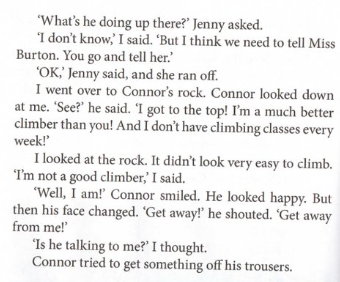 ‘What’s he doing up there?’ Jenny asked.
‘I don’t know,’ I said. ‘But I think we need to tell Miss
Burton. You go and tell her.’
‘OK,’ Jenny said, and she ran off.
I went over to Connor’s rock. Connor looked down
at me. ‘See?’ he said. ‘I got to the top! I’m a much better
climber than you! And I don’t have climbing classes every
week!’
I looked at the rock. It didn’t look very easy to climb.
‘I’m not a good climber,’ I said.
‘Well, I am!’ Connor smiled. He looked happy. But
then his face changed. ‘Get away!’ he shouted. ‘Get away
from me!’
‘Is he talking to me?’ I thought.
Connor tried to get something off his trousers.